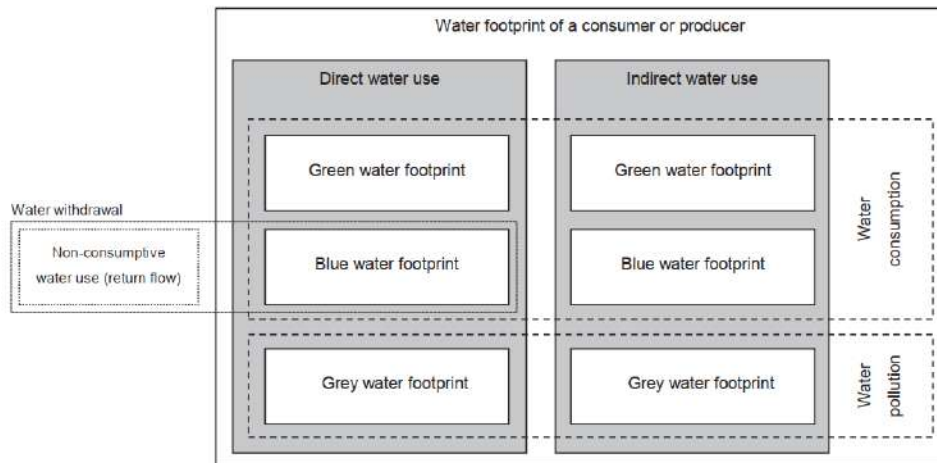 Water footprint of a consumer or producer
Direct water use
Indirect water use
Green water footprint
Green water footprint
Water
consumption
Water withdrawal
Non-consumptive
water use (return flow)
Blue water footprint
Blue water footprint
Grey water footprint
Grey water footprint
Water
pollution